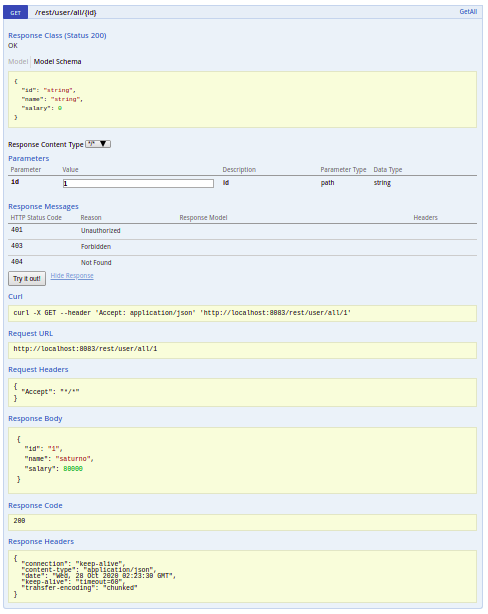 GET /rest/user/all/{id} GetAll
Response Class (Status 200)
OK
Model Model Schema
{
"id": "string",
"name": "string",
"salary": 0
}
Response Content Type */*
Parameters
Parameter Value Description Parameter Type Data Type
id 1 Id path string
Response Messages
HTTP Status Code Reason Response Model Headers
401 Unauthorized
403 Forbidden
404 Not Found
Try it out! Hide Response
Curl
curl -X GET --header 'Accept: application/json' 'http://localhost:8083/rest/user/all/1'
Request URL
http://localhost:8083/rest/user/all/1
Request Headers
{
"Accept": "*/*"
}
Response Body
{
"id": "1",
"name": "saturno",
"salary": 80000
}
Response Code
200
Response Headers
{
"connection": "keep-alive",
"content-type": "application/json",
"date": "Wed, 28 Oct 2020 02:23:30 GMT",
"keep-alive": "timeout=60",
"transfer-encoding": "chunked"
}